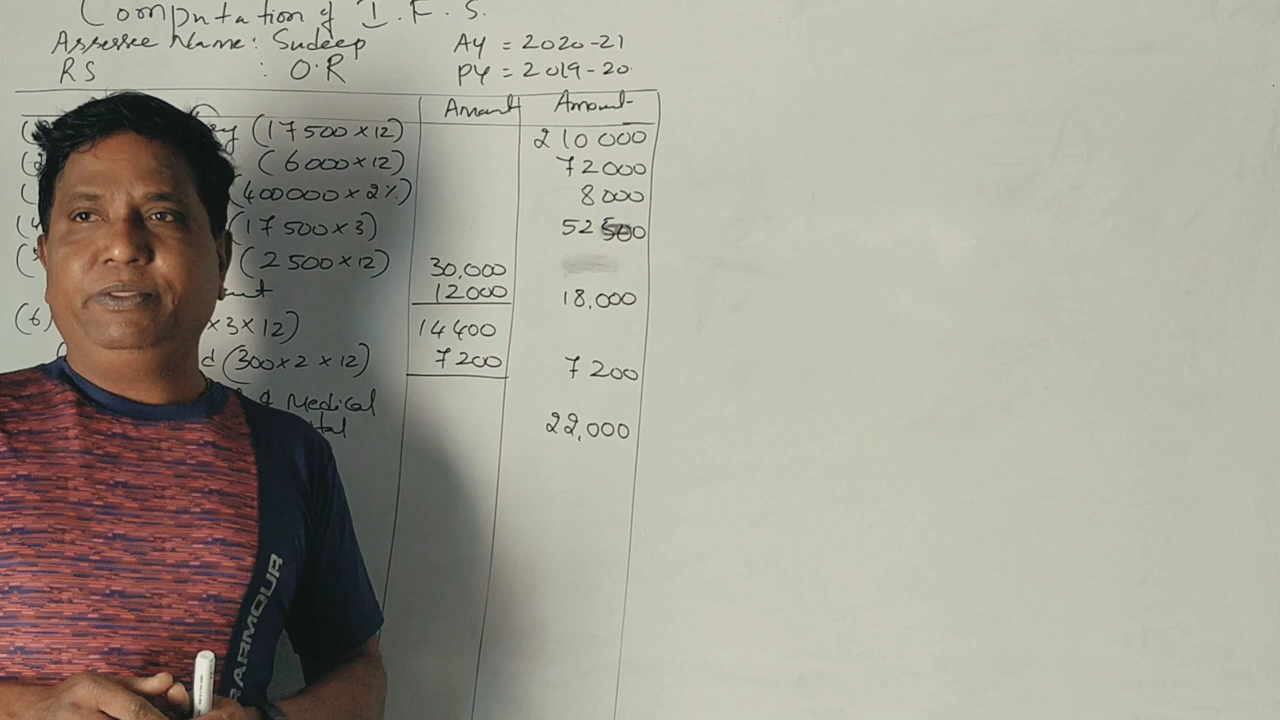 Computation of I.F.S.
Assessee Name: Sudeep AY = 2020-21
RS : O.R PY = 2019-20
Amount Amount
(17500×12) 210000
(6000×12) 72000
(400000×2%) 8000
(4 (17500×3) 52500
(2500×12) 30,000
12000 18,000
(6) ×3×12) 14400
(300×2×12) 7200 7200
Medical
22,000
ARMOUR